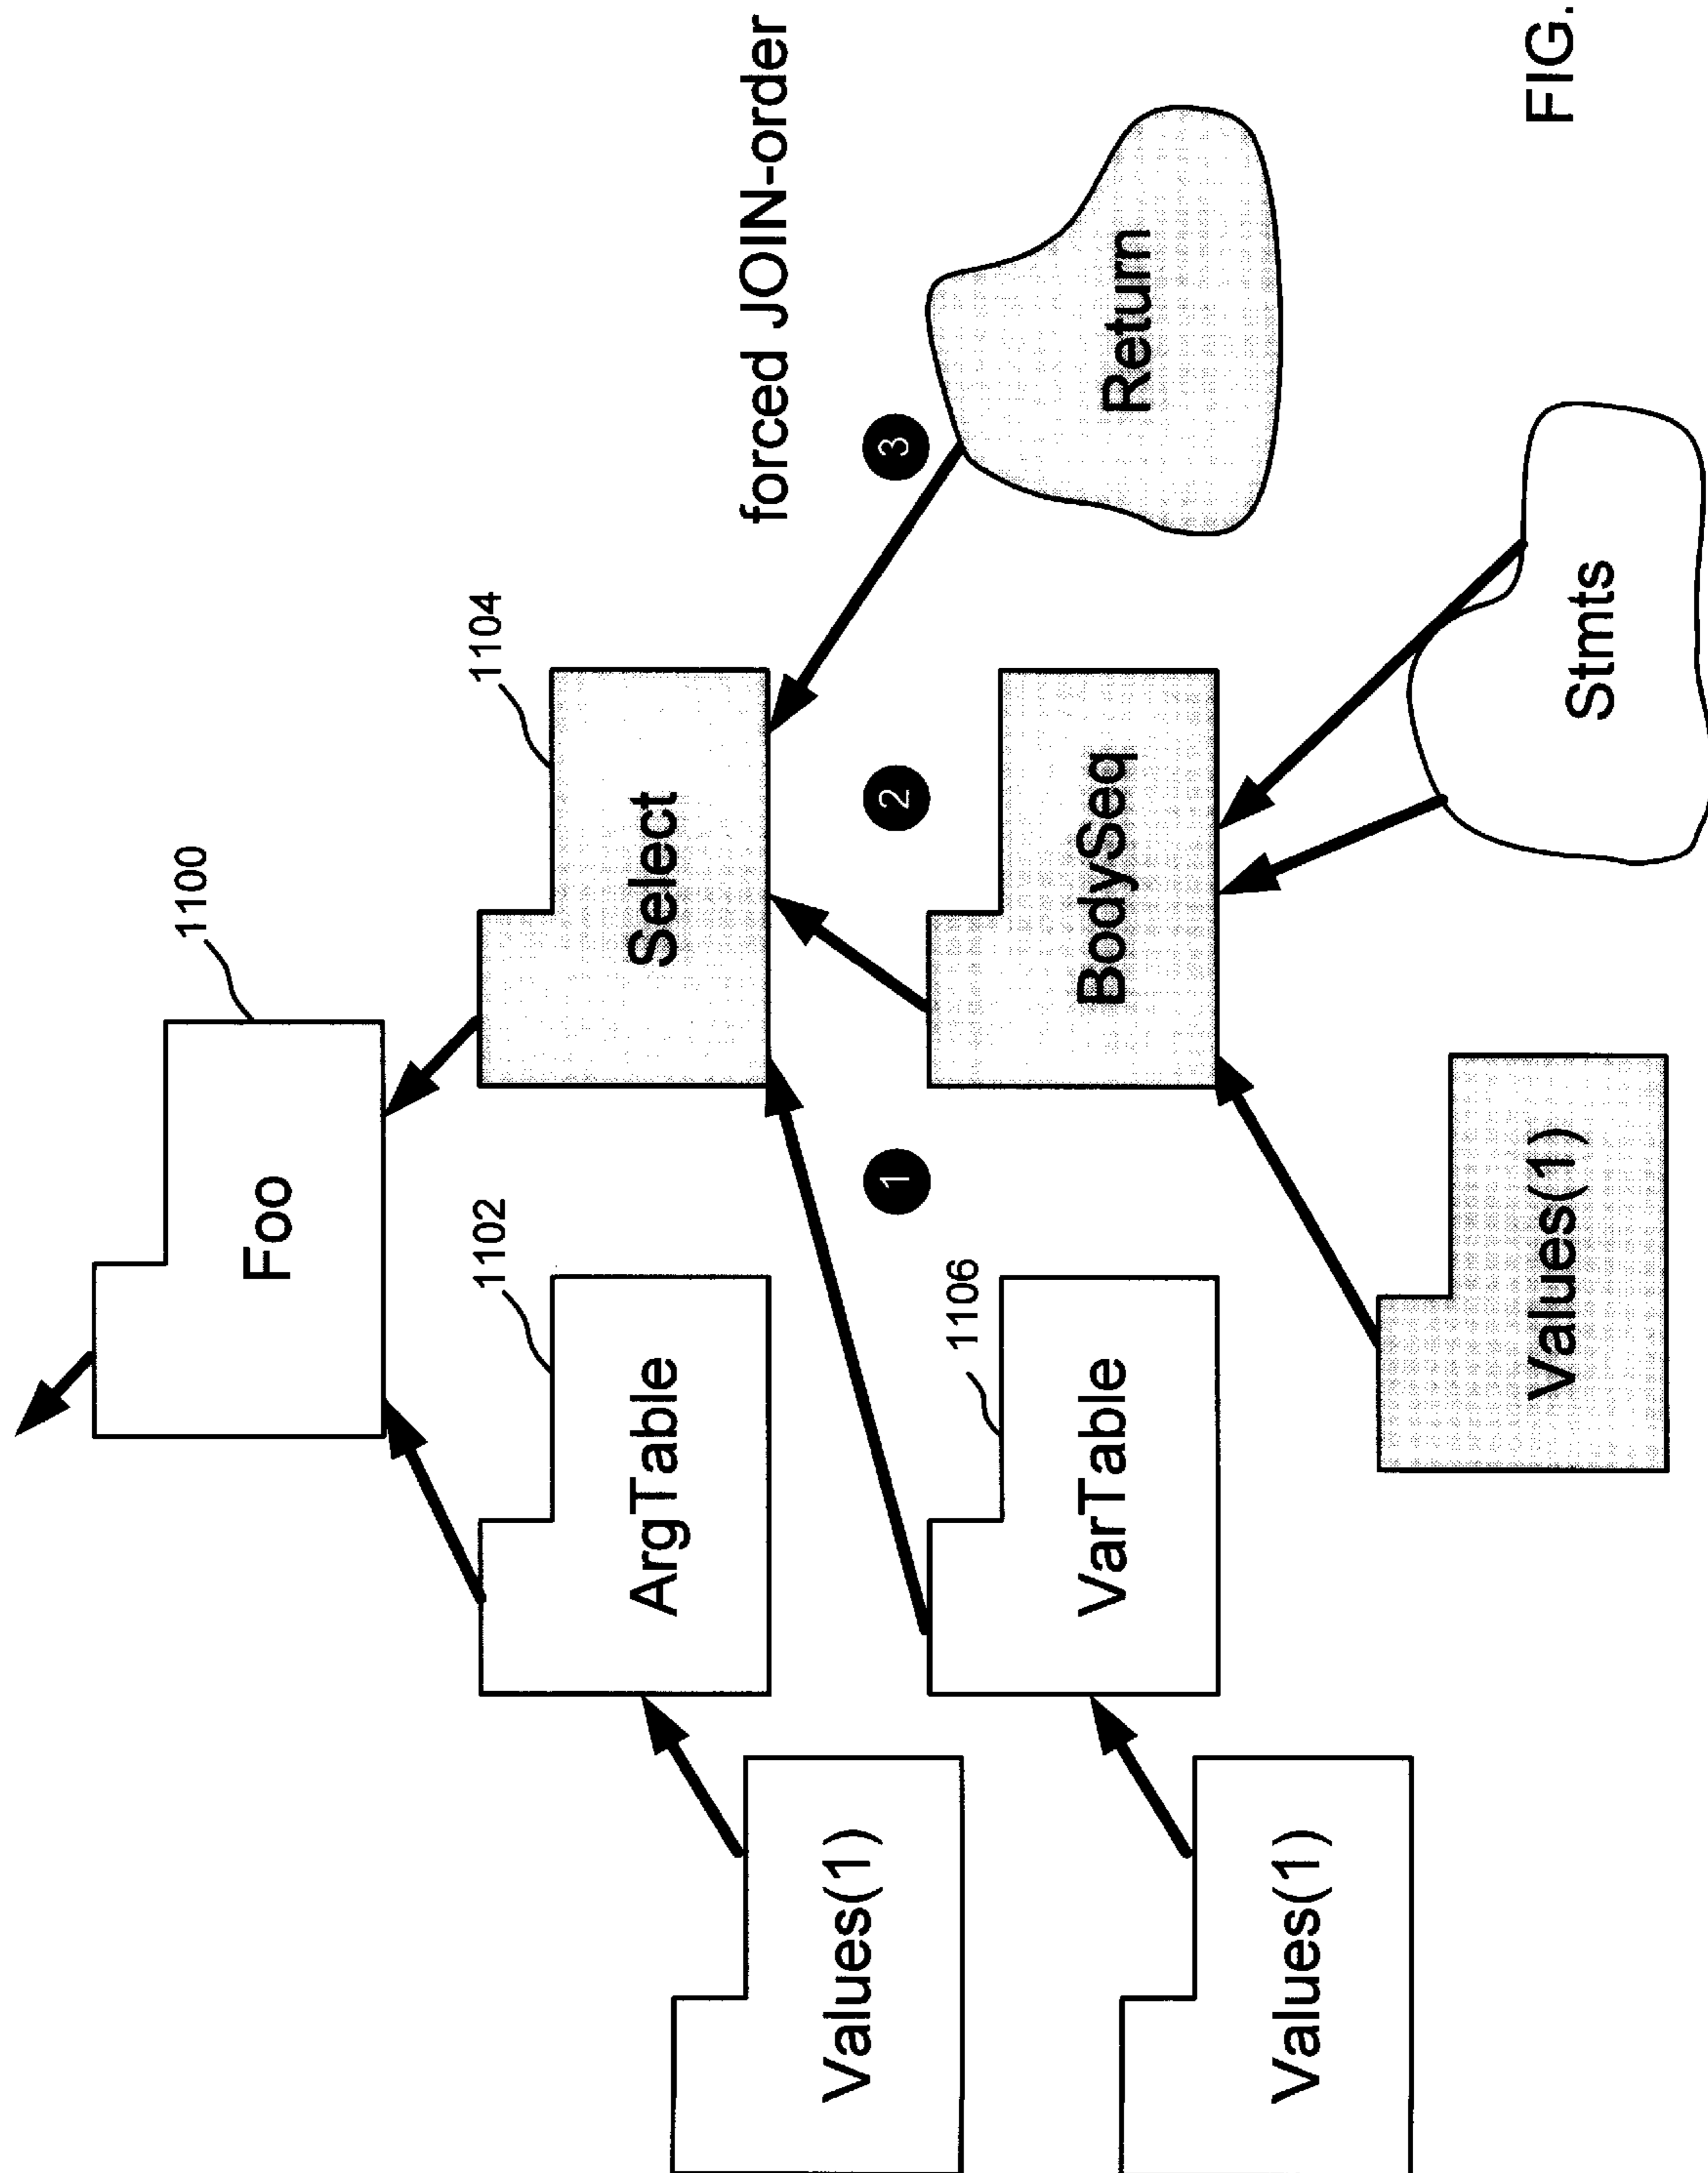 1100
Foo
1102
1104
ArgTable
Select
forced JOIN-order
Values(1)
1
2
3
1106
VarTable
BodySeq
Return
Values(1)
Values(1)
Stmts
FIG.